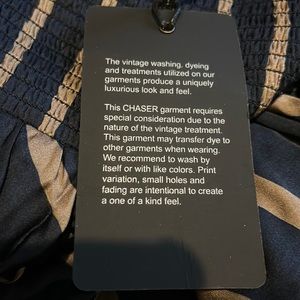 The vintage washing, dyeing
and treatments utilized on our
garments produce a uniquely
luxurious look and feel.
This CHASER garment requires
special consideration due to the
nature of the vintage treatment.
This garment may transfer dye to
other garments when wearing.
We recommend to wash by
itself or with like colors. Print
variation, small holes and
fading are intentional to create
a one of a kind feel.